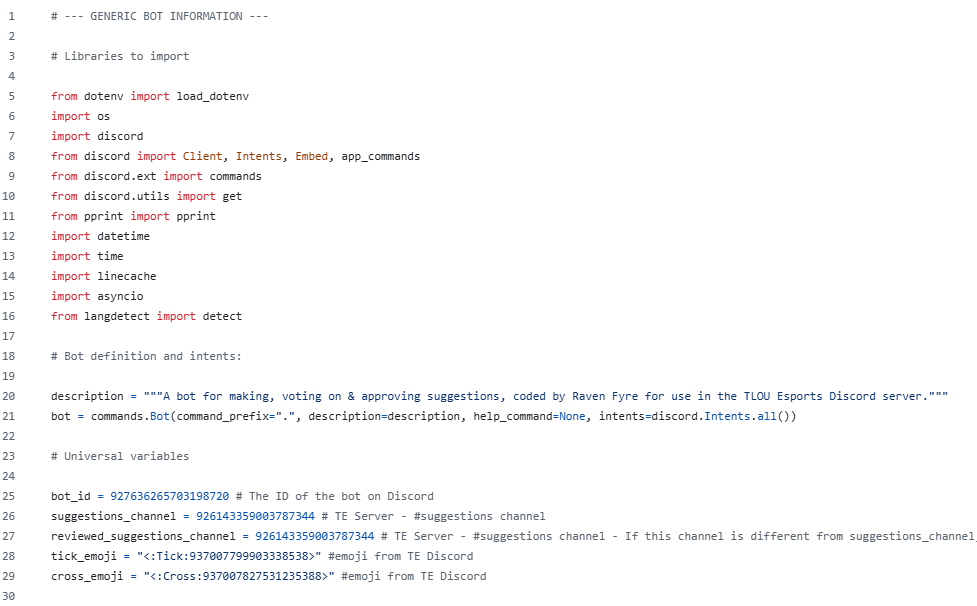 1 # --- GENERIC BOT INFORMATION ---
2
3 # Libraries to import
4
5 from dotenv import load_dotenv
6 import os
7 import discord
8 from discord import Client, Intents, Embed, app_commands
9 from discord.ext import commands
10 from discord.utils import get
11 from pprint import pprint
12 import datetime
13 import time
14 import linecache
15 import asyncio
16 from langdetect import detect
17
18 # Bot definition and intents:
19
20 description = """A bot for making, voting on & approving suggestions, coded by Raven Fyre for use in the TLOU Esports Discord server."""
21 bot = commands.Bot(command_prefix=".", description=description, help_command=None, intents=discord.Intents.all())
22
23 # Universal variables
24
25 bot_id = 927636265703198720 # The ID of the bot on Discord
26 suggestions_channel = 926143359003787344 # TE Server - #suggestions channel
27 reviewed_suggestions_channel = 926143359003787344 # TE Server - #suggestions channel - If this channel is different from suggestions_channel,
28 tick_emoji = "<:Tick:937007799903338538>" #emoji from TE Discord
29 cross_emoji = "<:Cross:937007827531235388>" #emoji from TE Discord
30